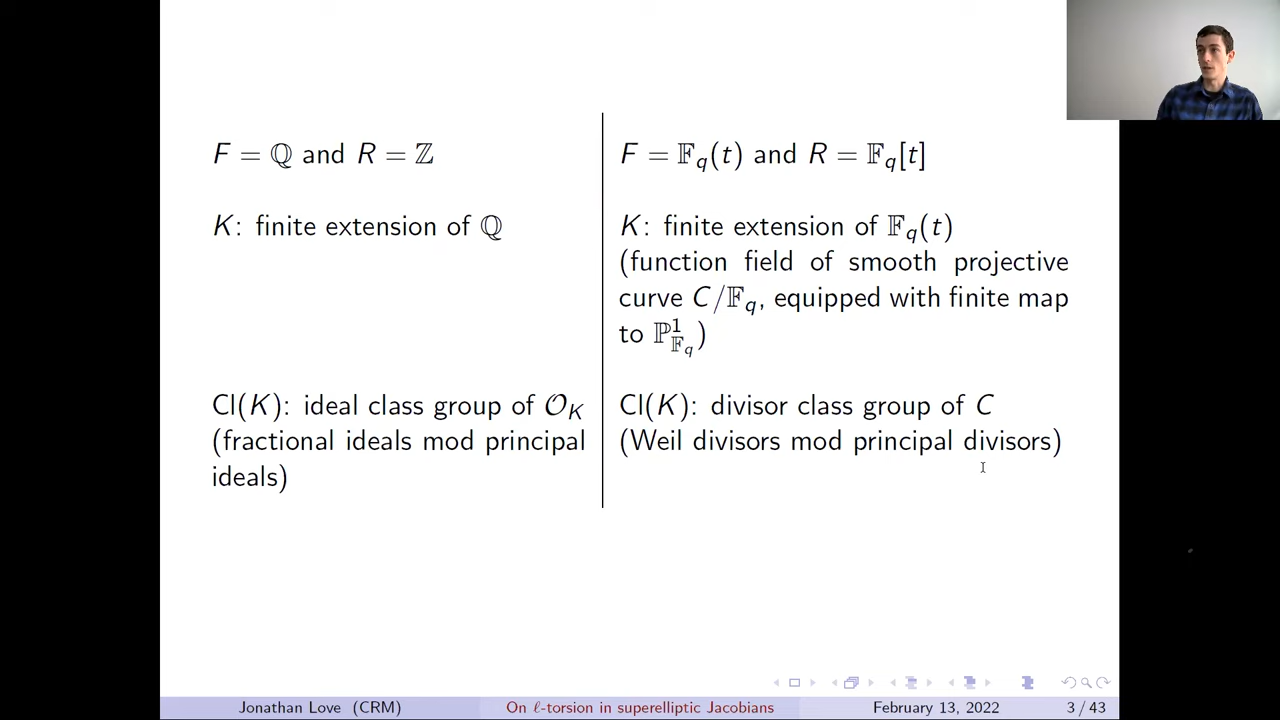 F = ℚ and R = ℤ
K: finite extension of ℚ
Cl(K): ideal class group of 𝒪_K
(fractional ideals mod principal
ideals)
F = 𝔽_q(t) and R = 𝔽_q[t]
K: finite extension of 𝔽_q(t)
(function field of smooth projective
curve C/𝔽_q, equipped with finite map
to ℙ^1_{𝔽_q})
Cl(K): divisor class group of C
(Weil divisors mod principal divisors)
Jonathan Love (CRM) On ℓ-torsion in superelliptic Jacobians February 13, 2022 3 / 43